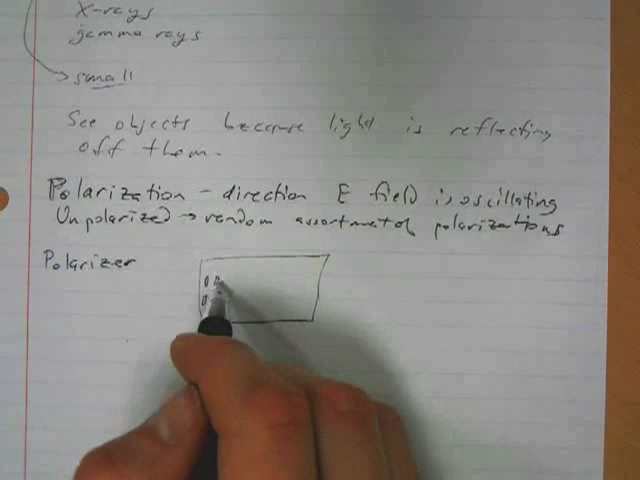 X-rays
gamma rays
small
See objects because light is reflecting
off them.
Polarization - direction E field is oscillating
Unpolarized → random assortment of polarizations
Polarizer